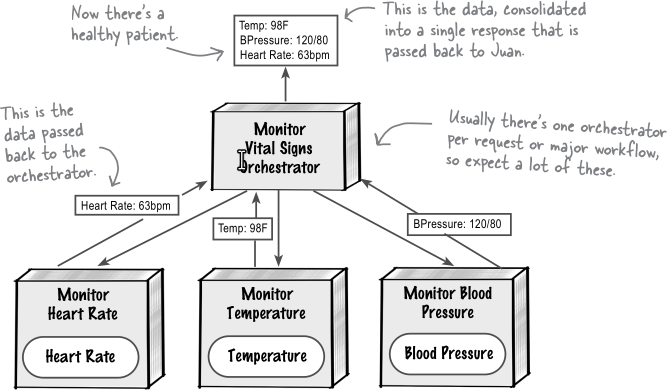 Now there's a
healthy patient.
Temp: 98F
BPressure: 120/80
Heart Rate: 63bpm
This is the data, consolidated
into a single response that is
passed back to Juan.
This is the
data passed
back to the
orchestrator.
Monitor
Vital Signs
Orchestrator
Usually there's one orchestrator
per request or major workflow,
so expect a lot of these.
Heart Rate: 63bpm
Temp: 98F
BPressure: 120/80
Monitor
Heart Rate
Heart Rate
Monitor
Temperature
Temperature
Monitor Blood
Pressure
Blood Pressure